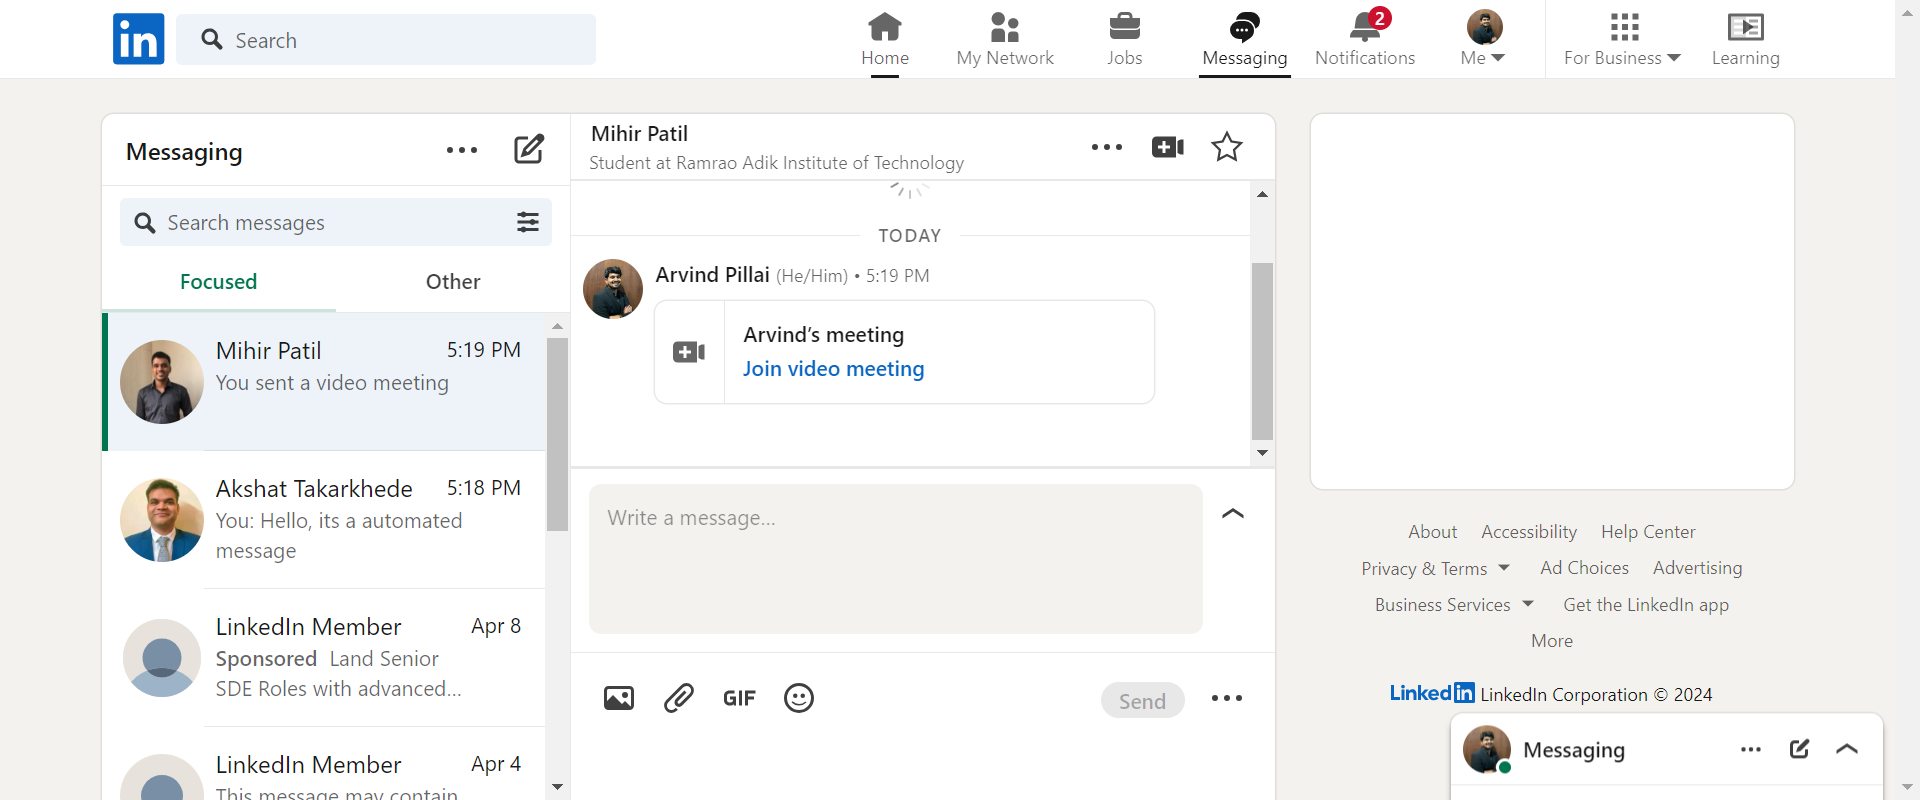 in
Search
Home
My Network
Jobs
Messaging
2
Notifications
Me
For Business
Learning
Messaging
Search messages
Focused
Other
Mihir Patil
5:19 PM
You sent a video meeting
Akshat Takarkhede
5:18 PM
You: Hello, its a automated
message
LinkedIn Member
Apr 8
Sponsored Land Senior
SDE Roles with advanced...
LinkedIn Member
Apr 4
This message may contain
Mihir Patil
Student at Ramrao Adik Institute of Technology
TODAY
Arvind Pillai (He/Him) • 5:19 PM
Arvind's meeting
Join video meeting
Write a message...
GIF
Send
About Accessibility Help Center
Privacy & Terms Ad Choices Advertising
Business Services Get the LinkedIn app
More
LinkedIn LinkedIn Corporation © 2024
Messaging